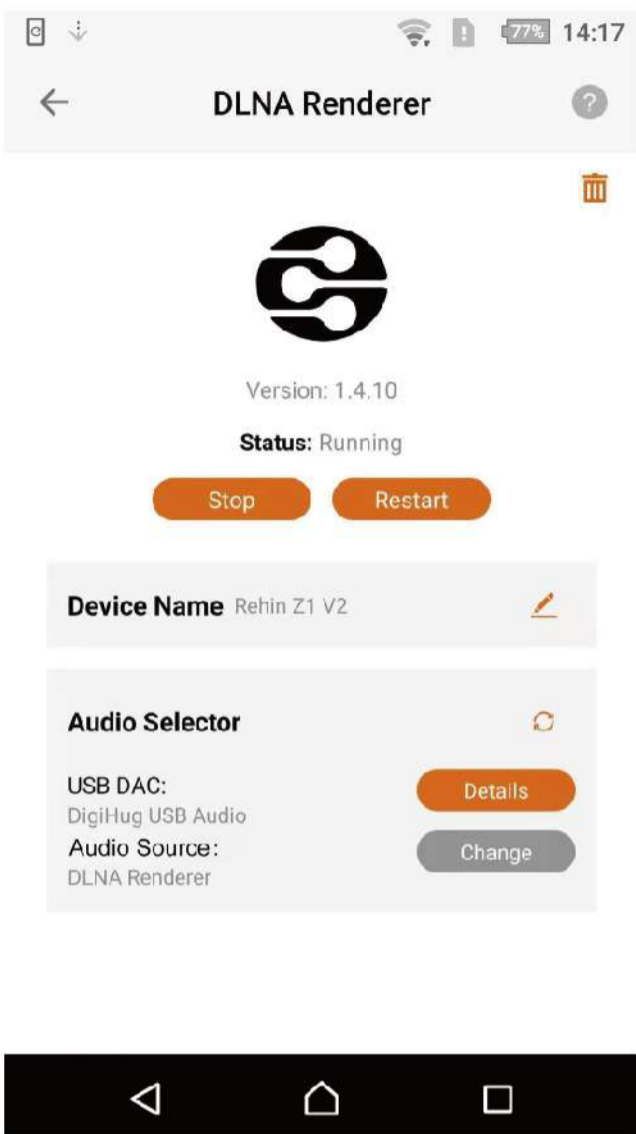 77% 14:17
DLNA Renderer
?
Version: 1.4.10
Status: Running
Stop Restart
Device Name Rehin Z1 V2
Audio Selector
USB DAC: Details
DigiHug USB Audio
Audio Source: Change
DLNA Renderer